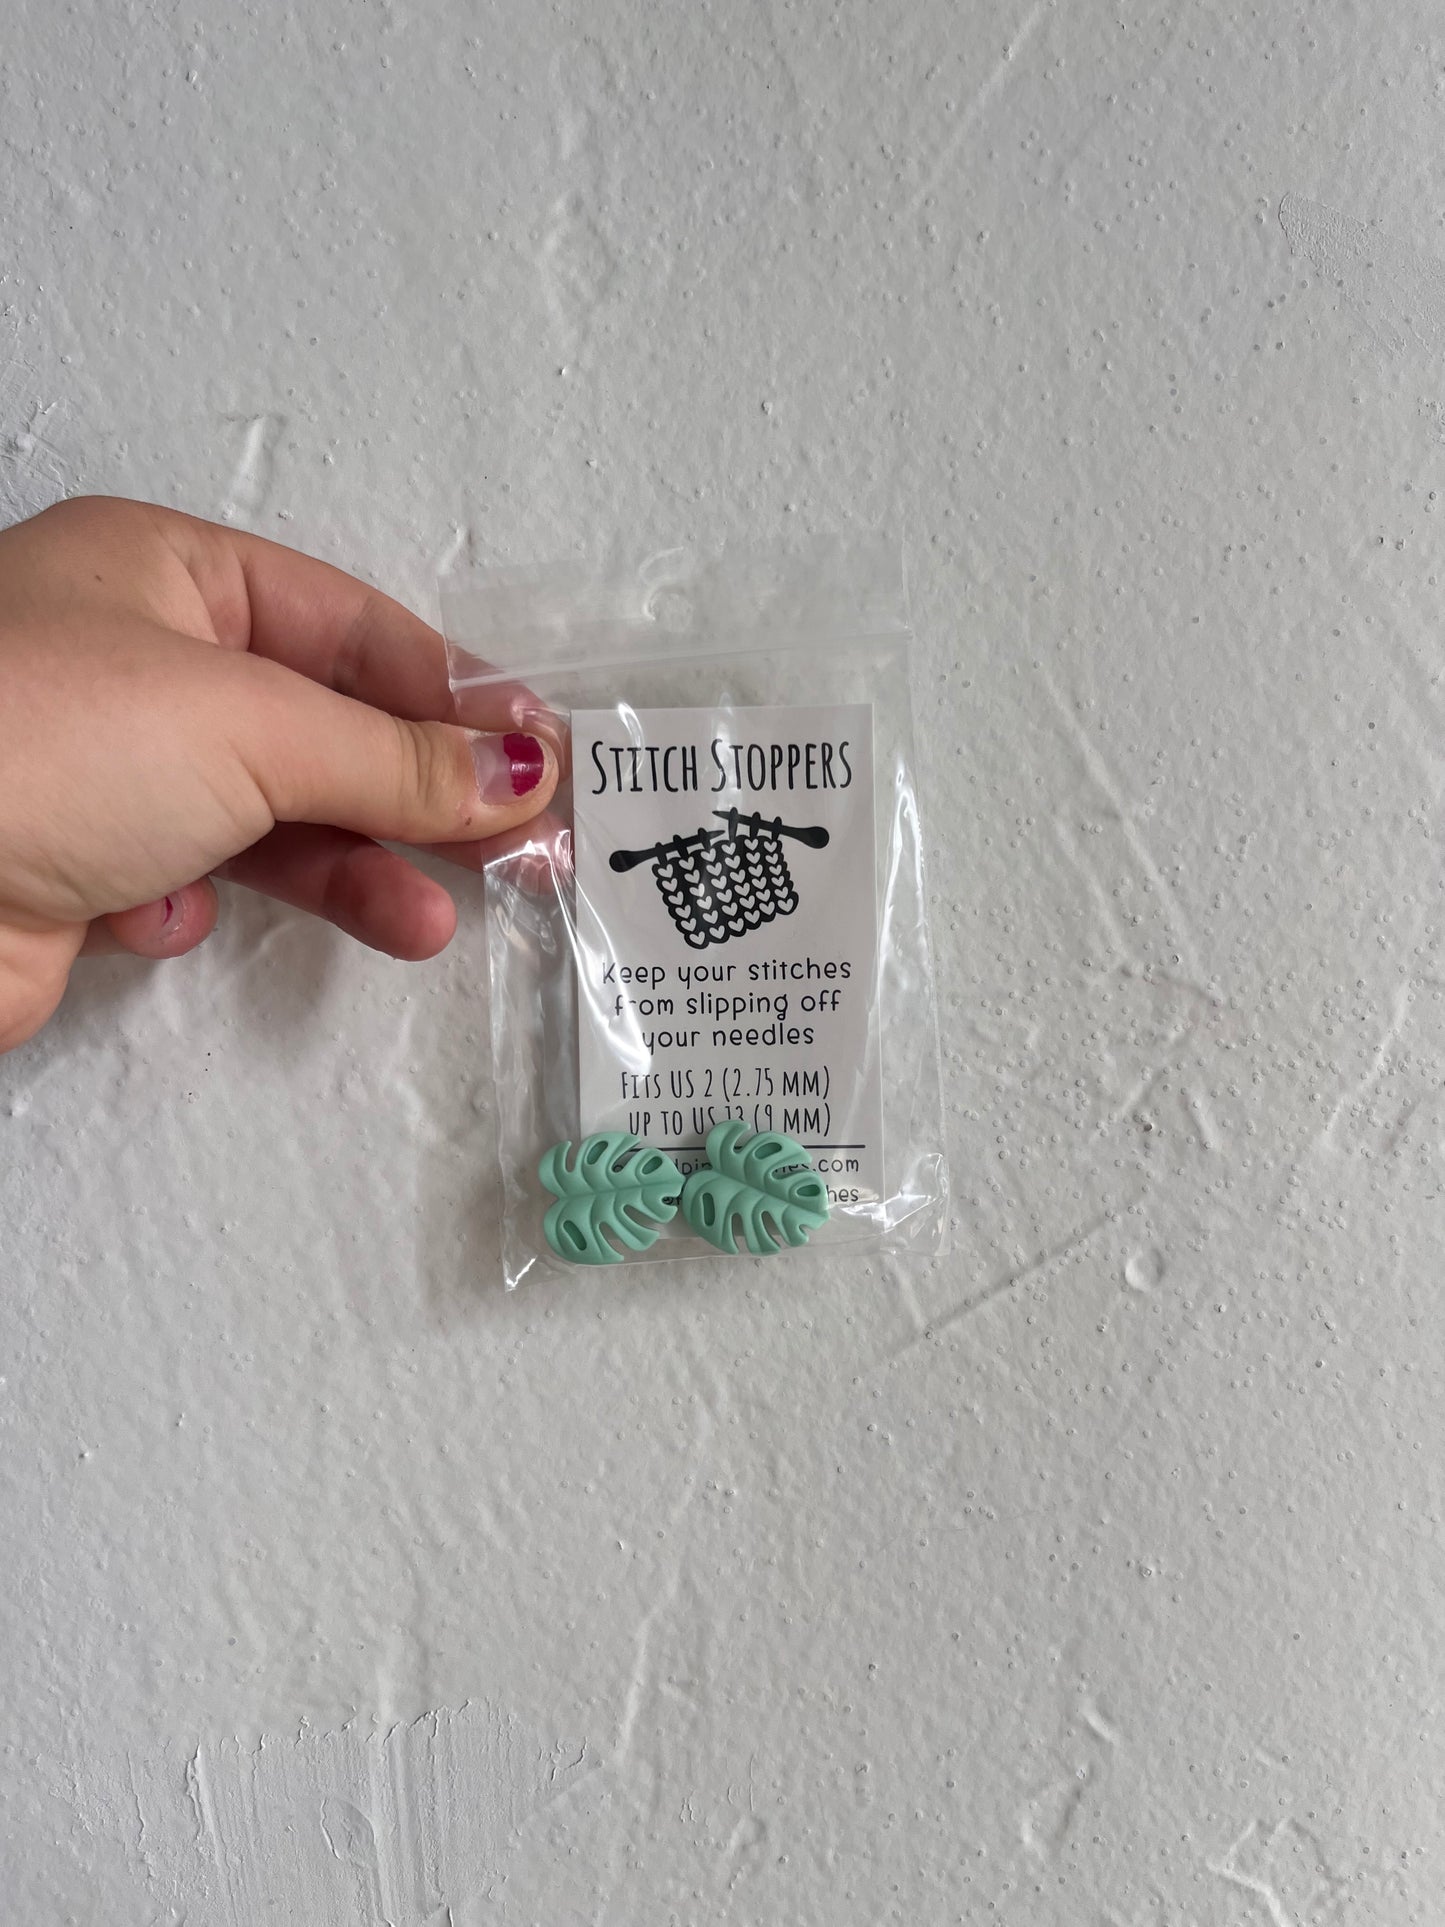 STITCH STOPPERS
Keep your stitches
from slipping off
your needles
FITS US 2 (2.75 MM)
UP TO US 13 (9 MM)
.com